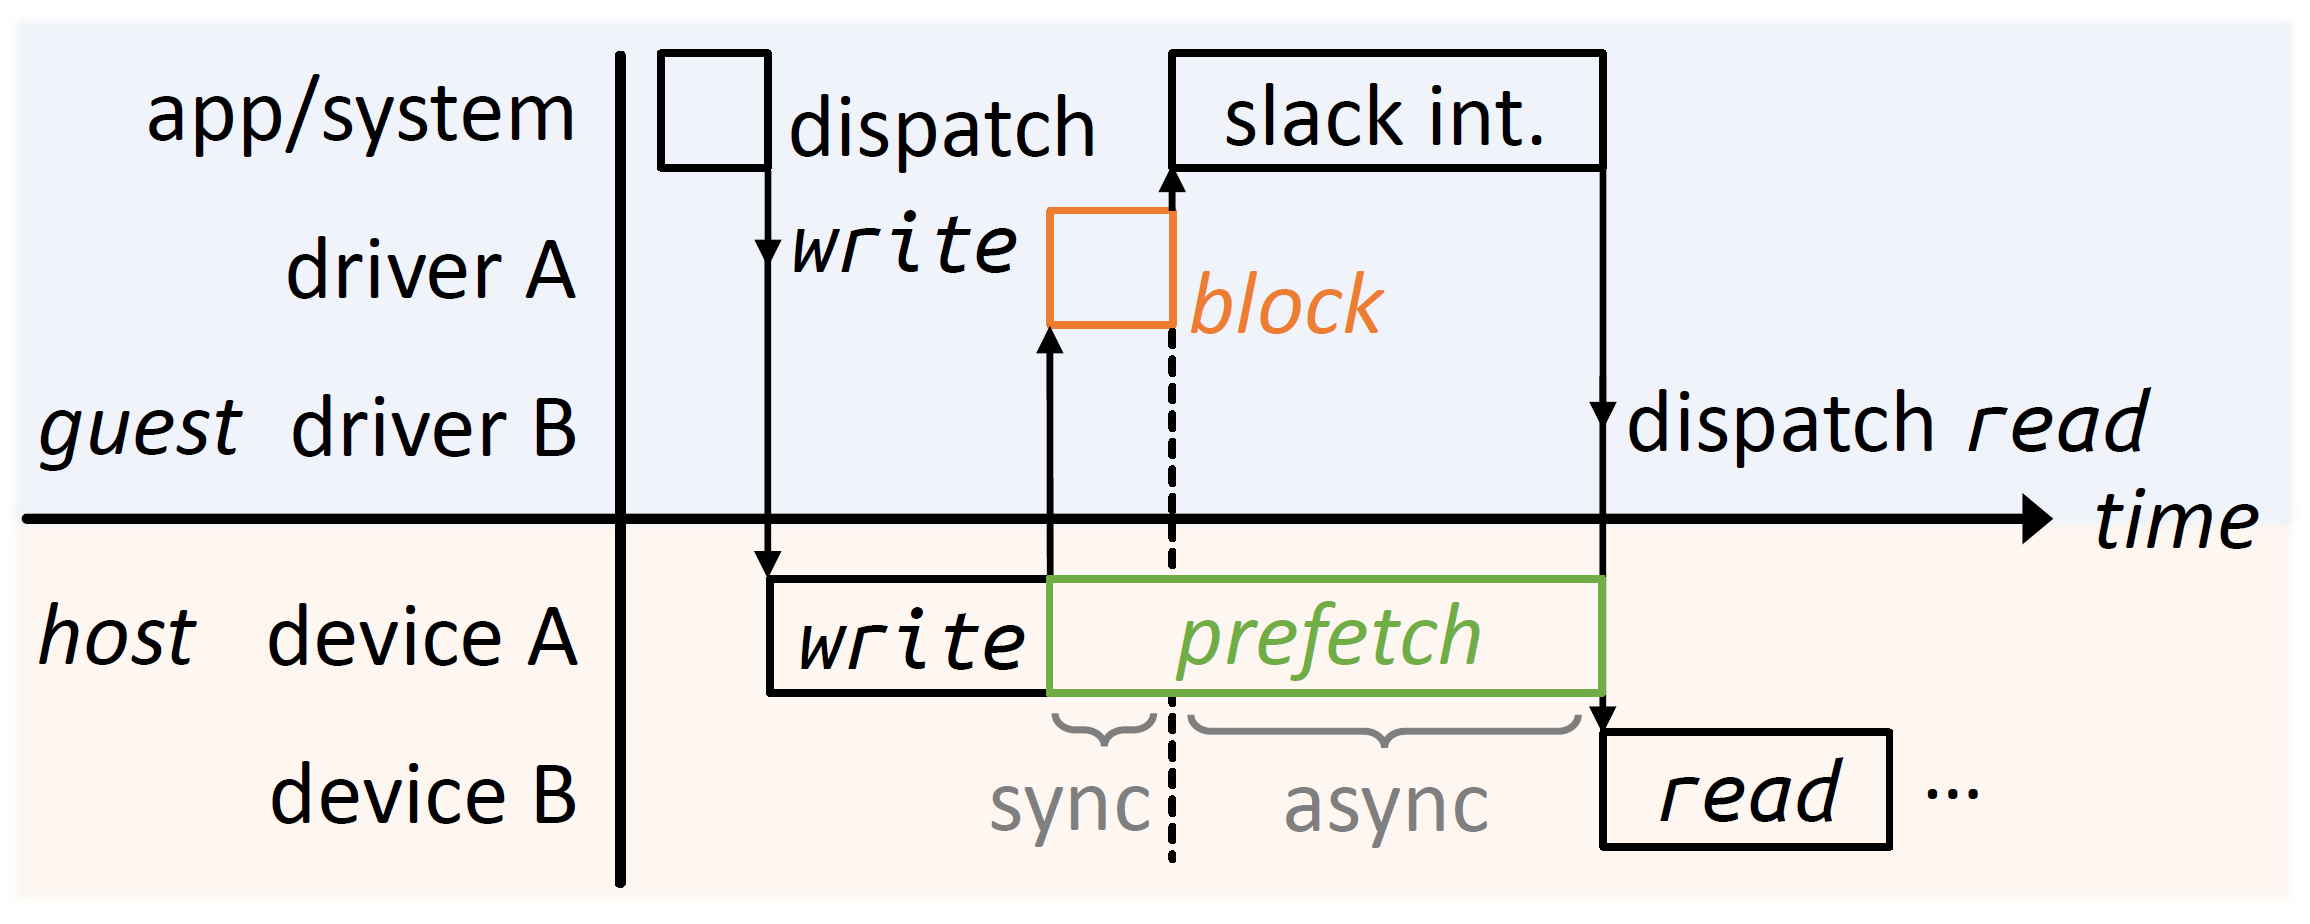 app/system
dispatch
slack int.
driver A
write
block
guest driver B
dispatch read
time
host device A
write
prefetch
sync
async
device B
read ...